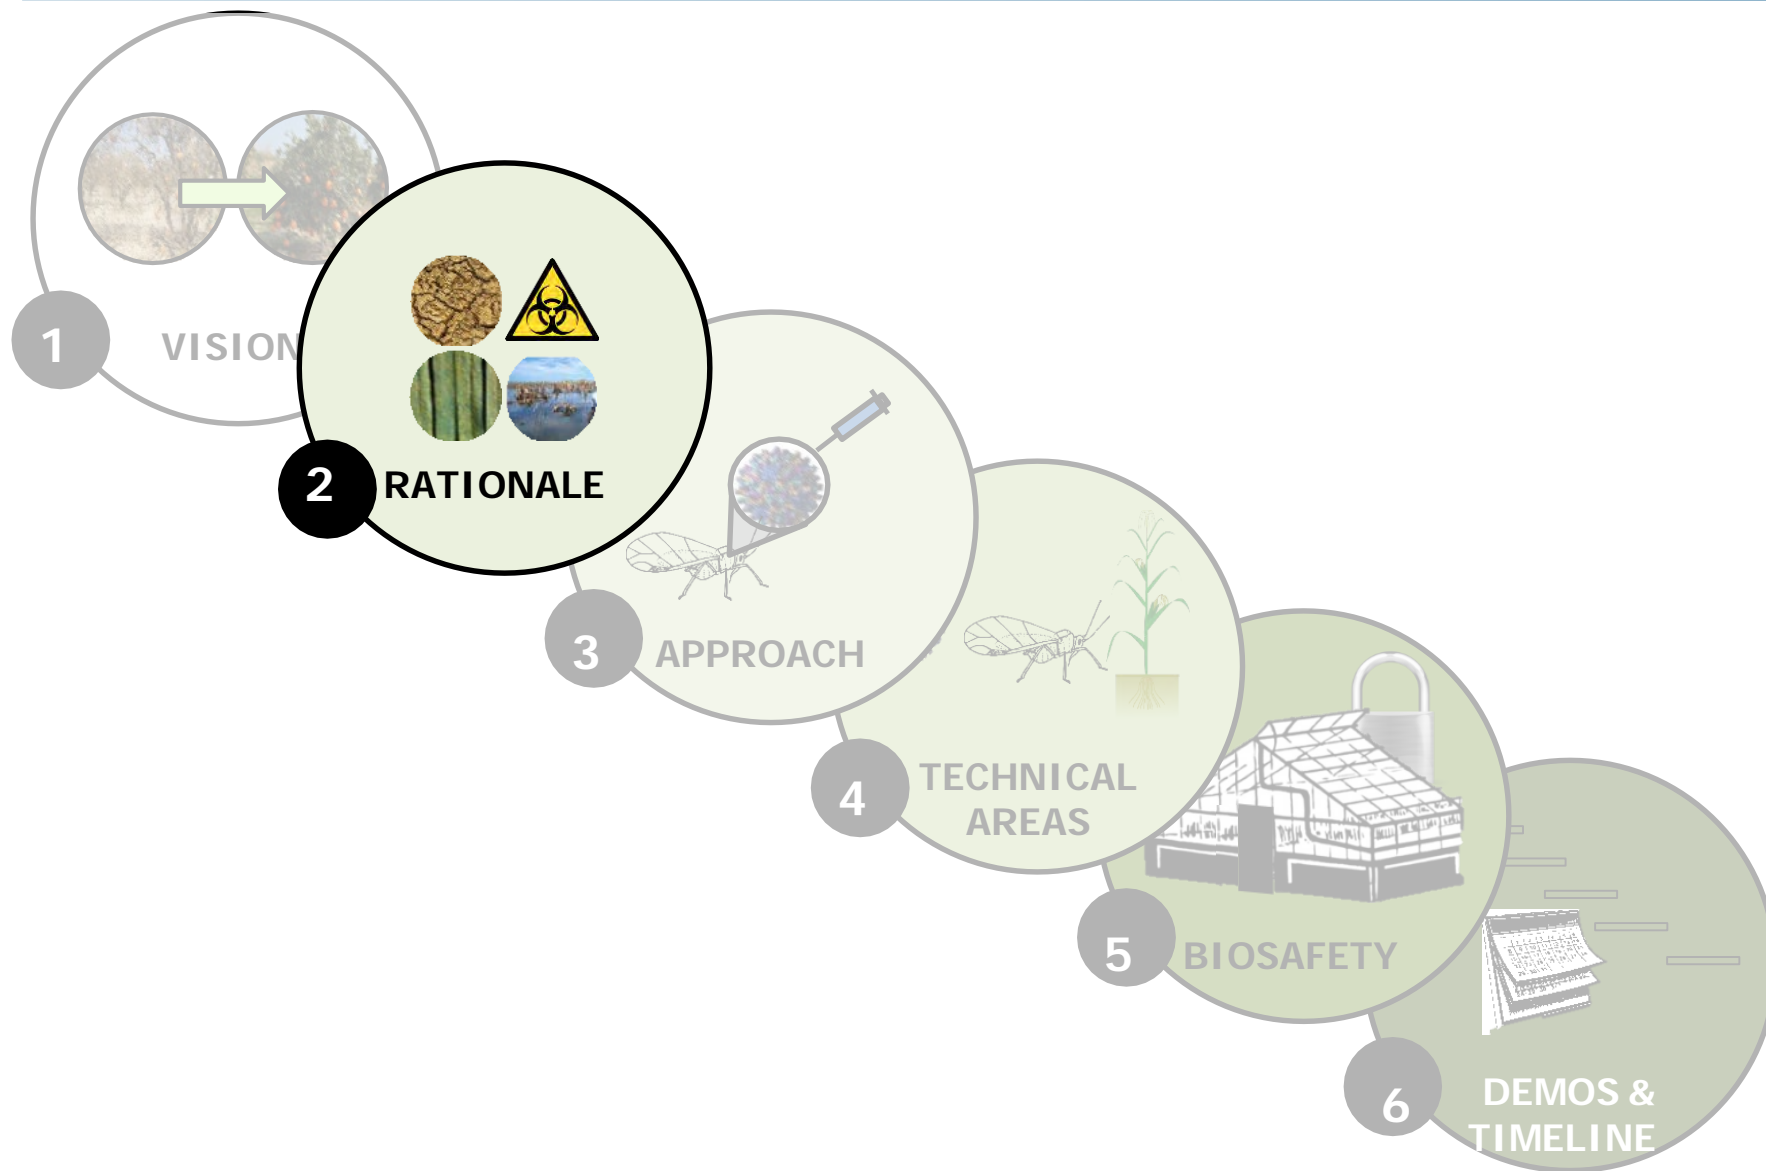 1
VISION
2
RATIONALE
3
APPROACH
4
TECHNICAL
AREAS
5
BIOSAFETY
6
DEMOS &
TIMELINE